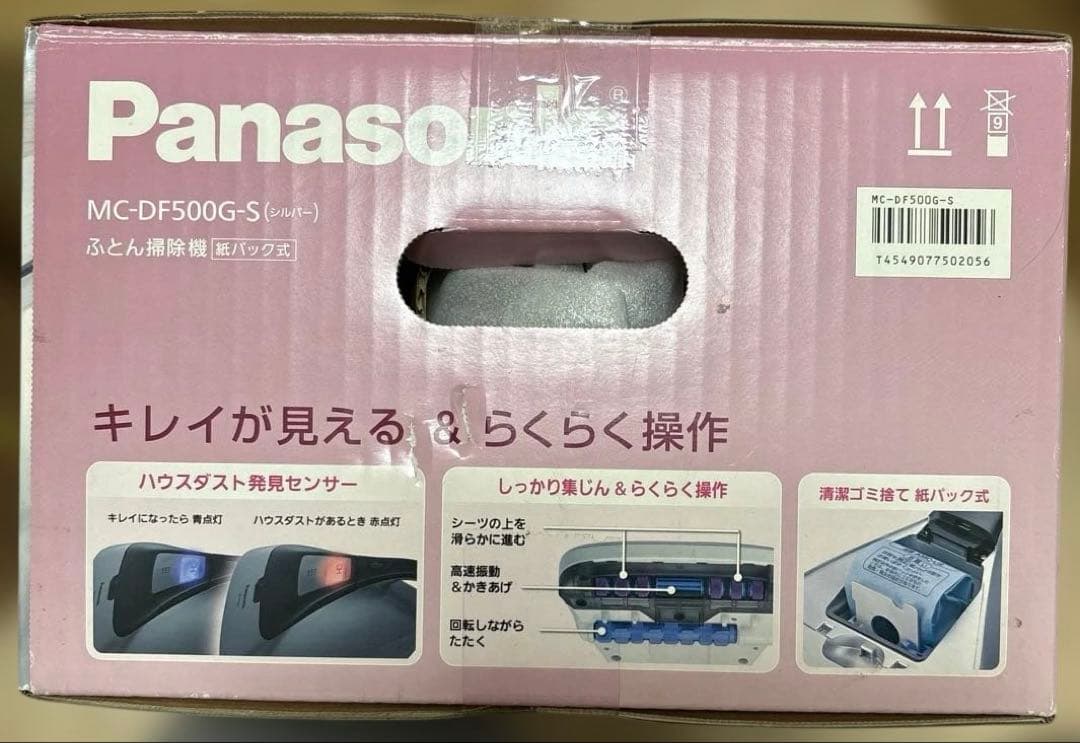 Panasonic
MC-DF500G-S(シルバー)
ふとん掃除機 紙パック式
9
MC-DF500G-S
T4549077502056
キレイが見える & らくらく操作
ハウスダスト発見センサー
キレイになったら 青点灯
ハウスダストがあるとき 赤点灯
しっかり集じん&らくらく操作
シーツの上を
滑らかに進む
高速振動
&かきあげ
回転しながら
たたく
清潔ゴミ捨て 紙パック式